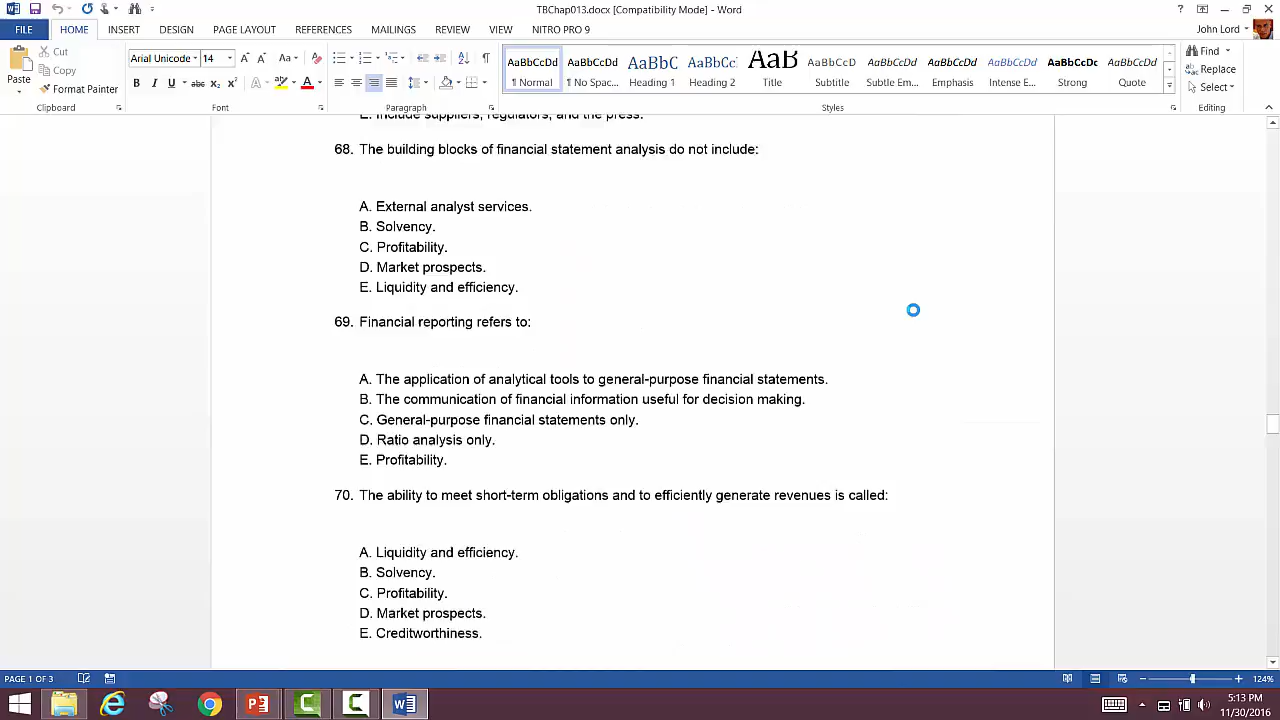 TBChap013.docx [Compatibility Mode] - Word
FILE HOME INSERT DESIGN PAGE LAYOUT REFERENCES MAILINGS REVIEW VIEW NITRO PRO 9 John Lord
Paste
Cut
Copy
Format Painter
Clipboard
Arial Unicode 14
Font
Paragraph
AaBbCcDd AaBbCcDd AaBbC AaBbCc AaB AaBbCcD AaBbCcDd AaBbCcDd AaBbCcDd AaBbCcDc AaBbCcDd
¶ Normal ¶ No Spac... Heading 1 Heading 2 Title Subtitle Subtle Em... Emphasis Intense E... Strong Quote
Styles
Find
Replace
Select
Editing
E. Include suppliers, regulators, and the press.
68. The building blocks of financial statement analysis do not include:
A. External analyst services.
B. Solvency.
C. Profitability.
D. Market prospects.
E. Liquidity and efficiency.
69. Financial reporting refers to:
A. The application of analytical tools to general-purpose financial statements.
B. The communication of financial information useful for decision making.
C. General-purpose financial statements only.
D. Ratio analysis only.
E. Profitability.
70. The ability to meet short-term obligations and to efficiently generate revenues is called:
A. Liquidity and efficiency.
B. Solvency.
C. Profitability.
D. Market prospects.
E. Creditworthiness.
PAGE 1 OF 3 124%
5:13 PM
11/30/2016